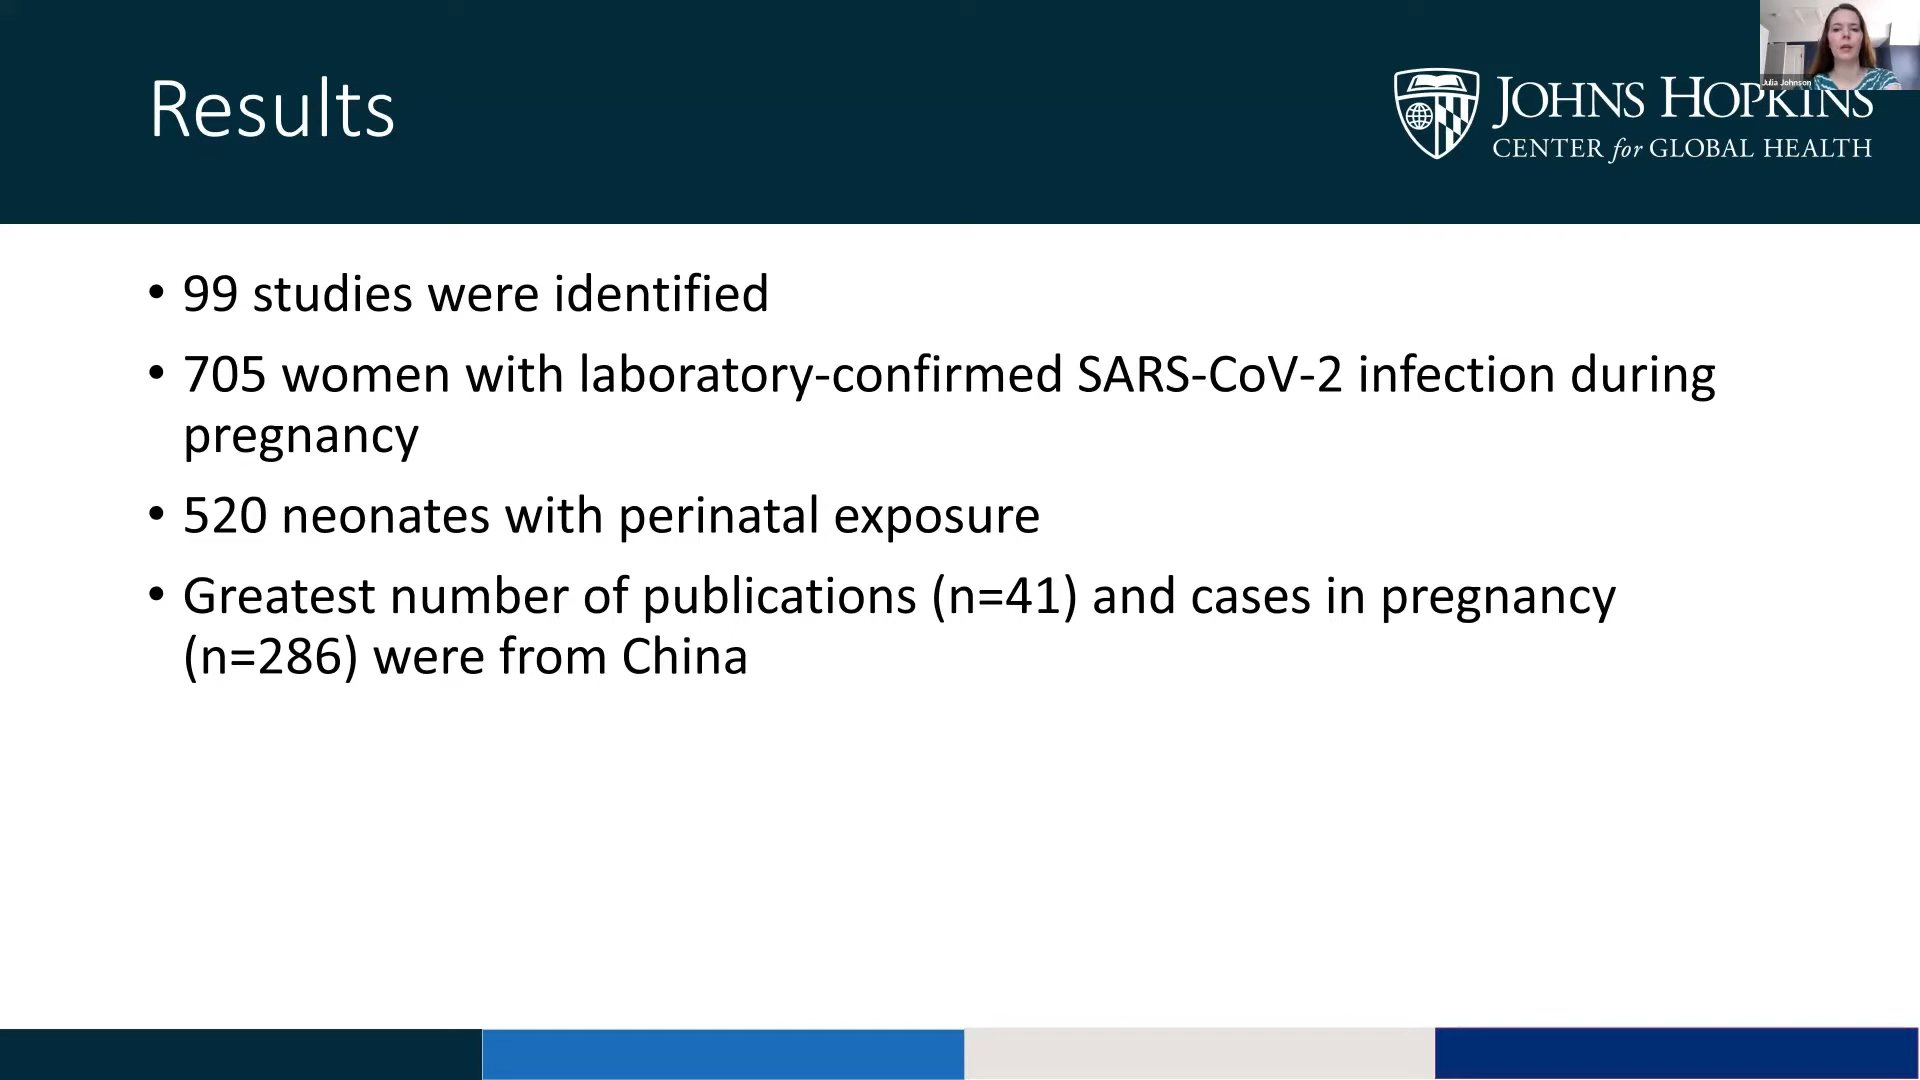 Results
Julia Johnson
JOHNS HOPKINS
CENTER for GLOBAL HEALTH
• 99 studies were identified
• 705 women with laboratory-confirmed SARS-CoV-2 infection during
pregnancy
• 520 neonates with perinatal exposure
• Greatest number of publications (n=41) and cases in pregnancy
(n=286) were from China